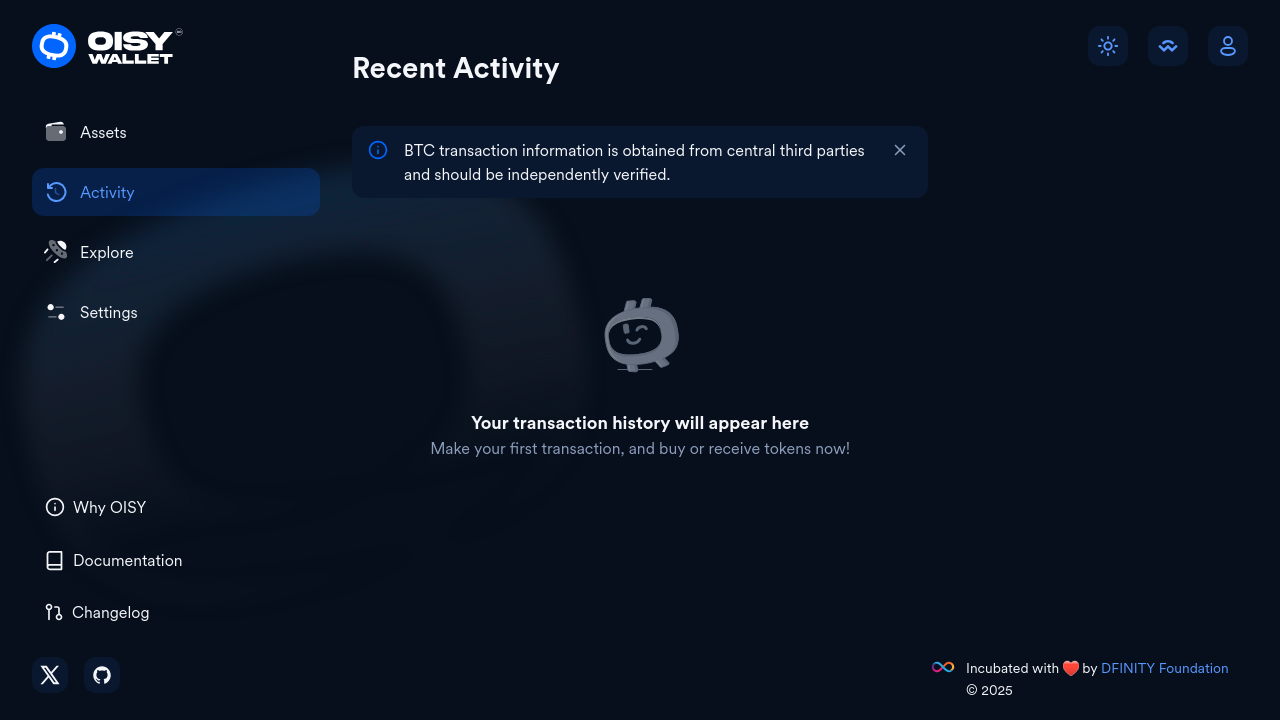 OISY
WALLET
Recent Activity
Assets
Activity
Explore
Settings
BTC transaction information is obtained from central third parties
and should be independently verified.
Your transaction history will appear here
Make your first transaction, and buy or receive tokens now!
Why OISY
Documentation
Changelog
Incubated with ❤️ by DFINITY Foundation
© 2025